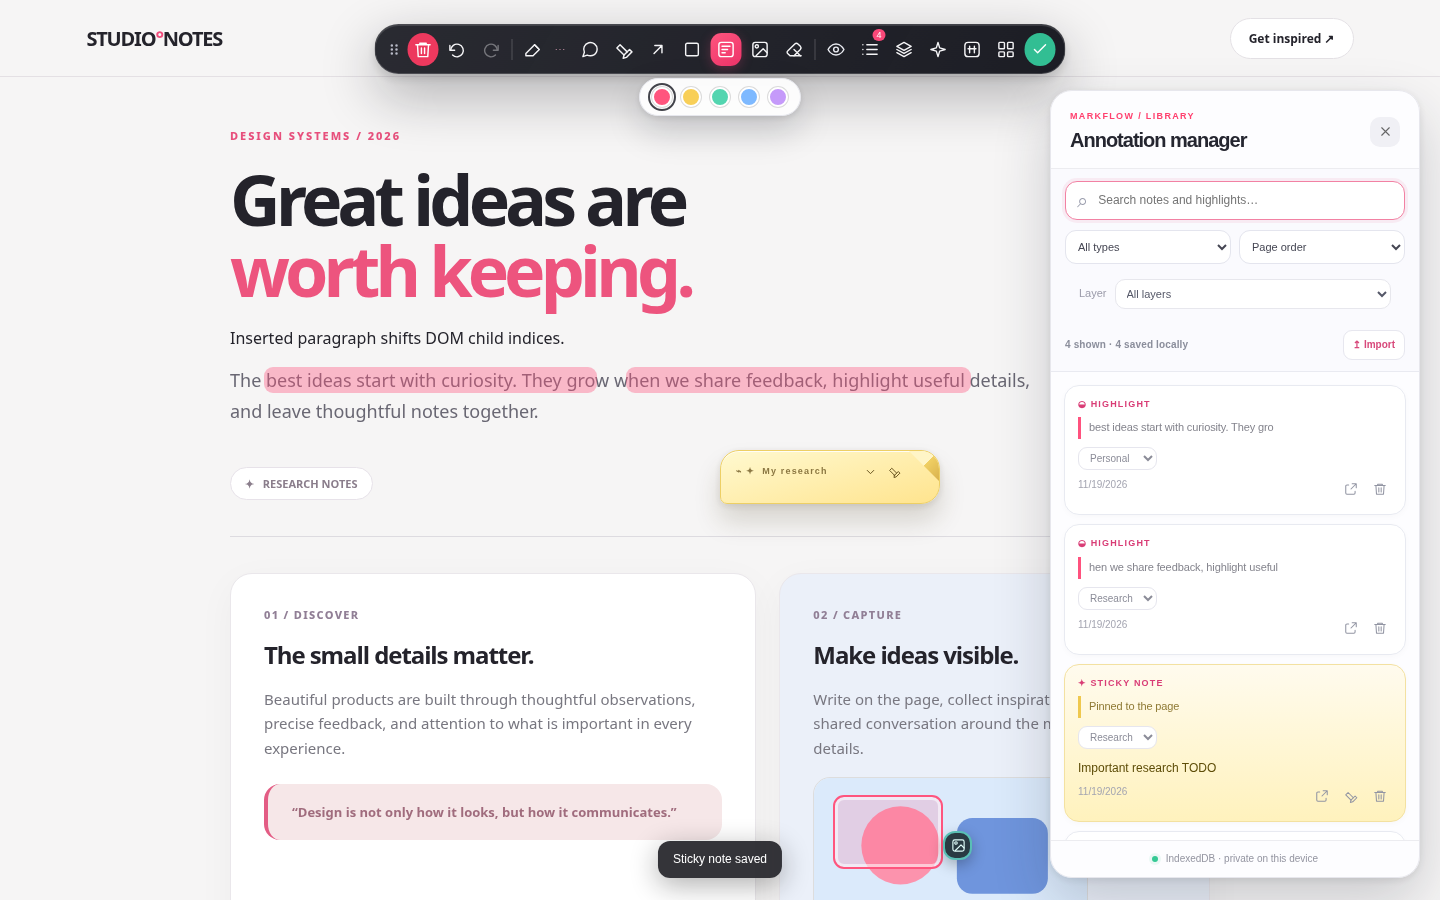 STUDIO°NOTES
4
Get inspired ↗
DESIGN SYSTEMS / 2026
Great ideas are
worth keeping.
Inserted paragraph shifts DOM child indices.
The best ideas start with curiosity. They grow when we share feedback, highlight useful details,
and leave thoughtful notes together.
✦ RESEARCH NOTES
✦ My research
01 / DISCOVER
The small details matter.
Beautiful products are built through thoughtful observations,
precise feedback, and attention to what is important in every
experience.
“Design is not only how it looks, but how it communicates.”
02 / CAPTURE
Make ideas visible.
Write on the page, collect inspirat
shared conversation around the
details.
Sticky note saved
MARKFLOW / LIBRARY
Annotation manager
Search notes and highlights…
All types
Page order
Layer
All layers
4 shown · 4 saved locally
↥ Import
HIGHLIGHT
best ideas start with curiosity. They gro
Personal
11/19/2026
HIGHLIGHT
hen we share feedback, highlight useful
Research
11/19/2026
✦ STICKY NOTE
Pinned to the page
Research
Important research TODO
11/19/2026
IndexedDB · private on this device